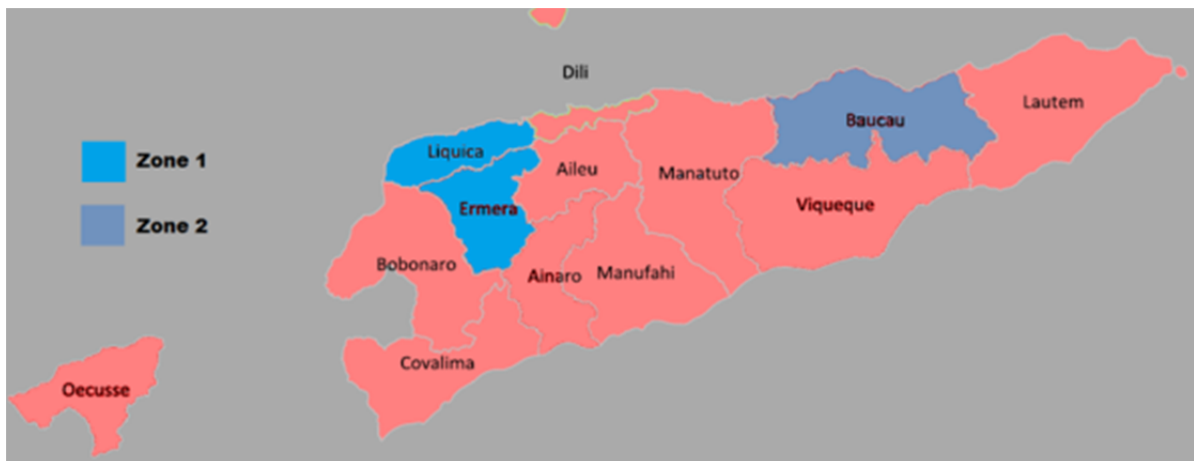 Dili
Lautem
Baucau
Liquica
Zone 1
Aileu
Manatuto
Ermera
Viqueque
Zone 2
Bobonaro
Ainaro
Manufahi
Covalima
Oecusse